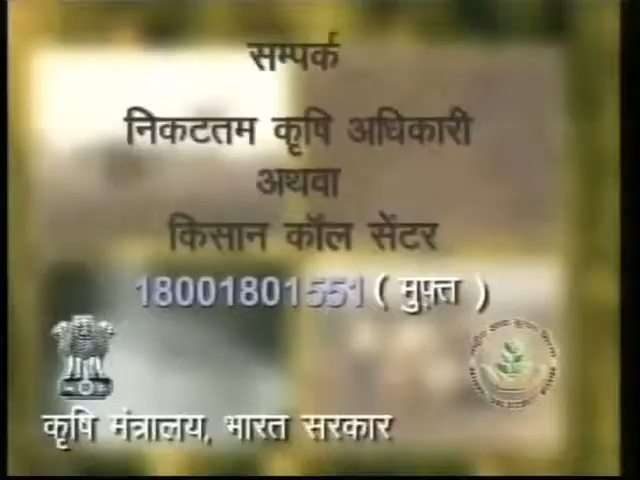 सम्पर्क
निकटतम कृषि अधिकारी
अथवा
किसान कॉल सेंटर
18001801551 ( मुफ़्त )
कृषि मंत्रालय, भारत सरकार